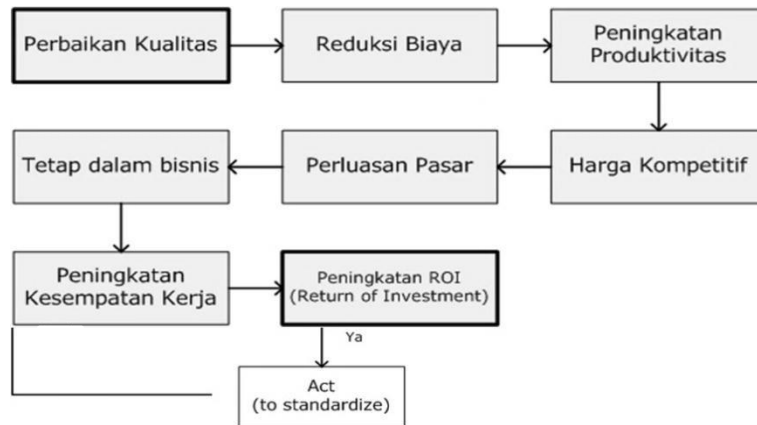 Perbaikan Kualitas
Reduksi Biaya
Peningkatan
Produktivitas
Harga Kompetitif
Perluasan Pasar
Tetap dalam bisnis
Peningkatan
Kesempatan Kerja
Peningkatan ROI
(Return of Investment)
Ya
Act
(to standardize)